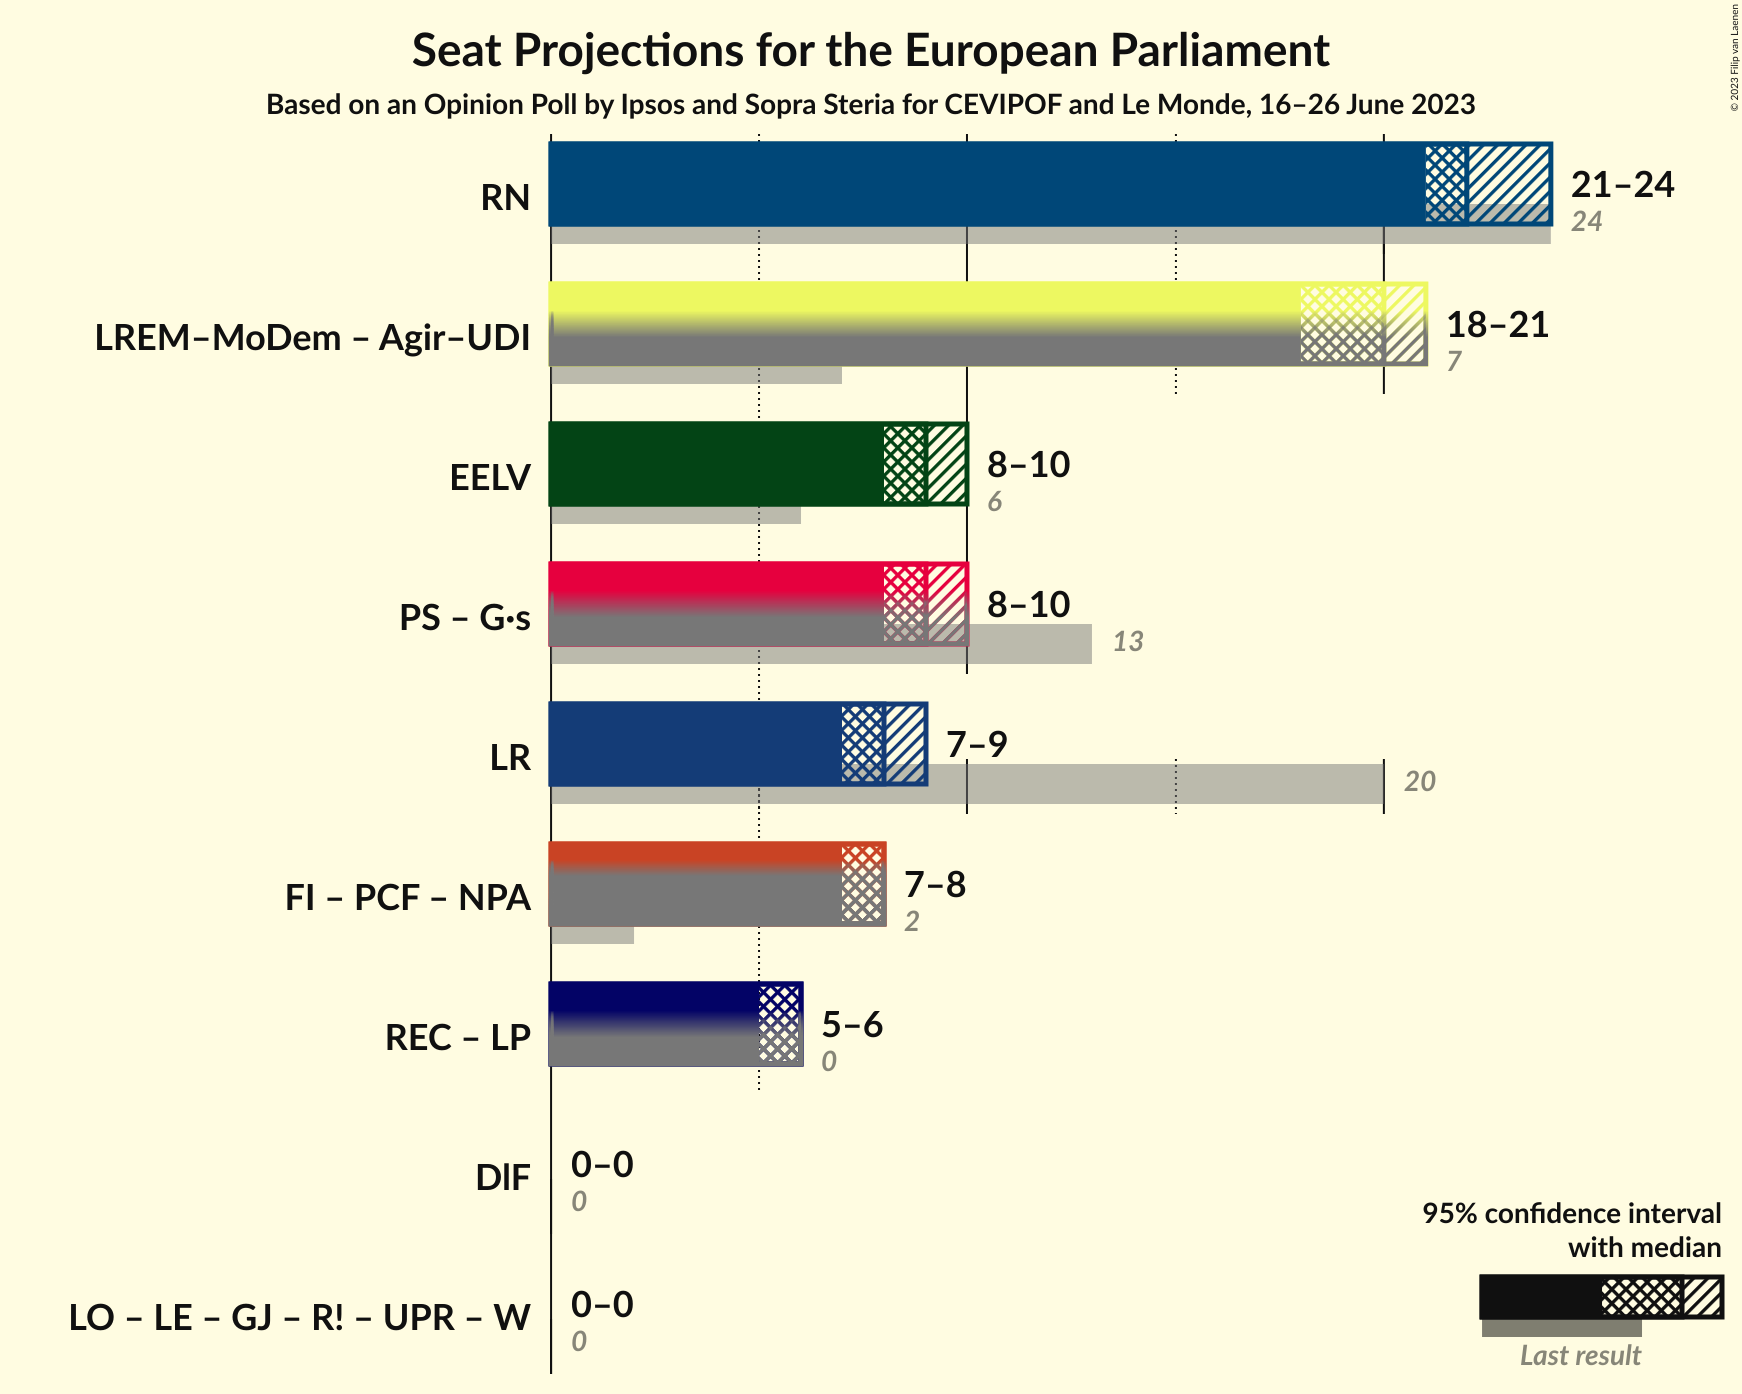 Seat Projections for the European Parliament
Based on an Opinion Poll by Ipsos and Sopra Steria for CEVIPOF and Le Monde, 16–26 June 2023
© 2023 Filip van Laenen
RN
21–24
24
LREM–MoDem – Agir–UDI
18–21
7
EELV
8–10
6
PS – G·s
8–10
13
LR
7–9
20
FI – PCF – NPA
7–8
2
REC – LP
5–6
0
DlF
0–0
0
LO – LE – GJ – R! – UPR – W
0–0
0
95% confidence interval
with median
Last result